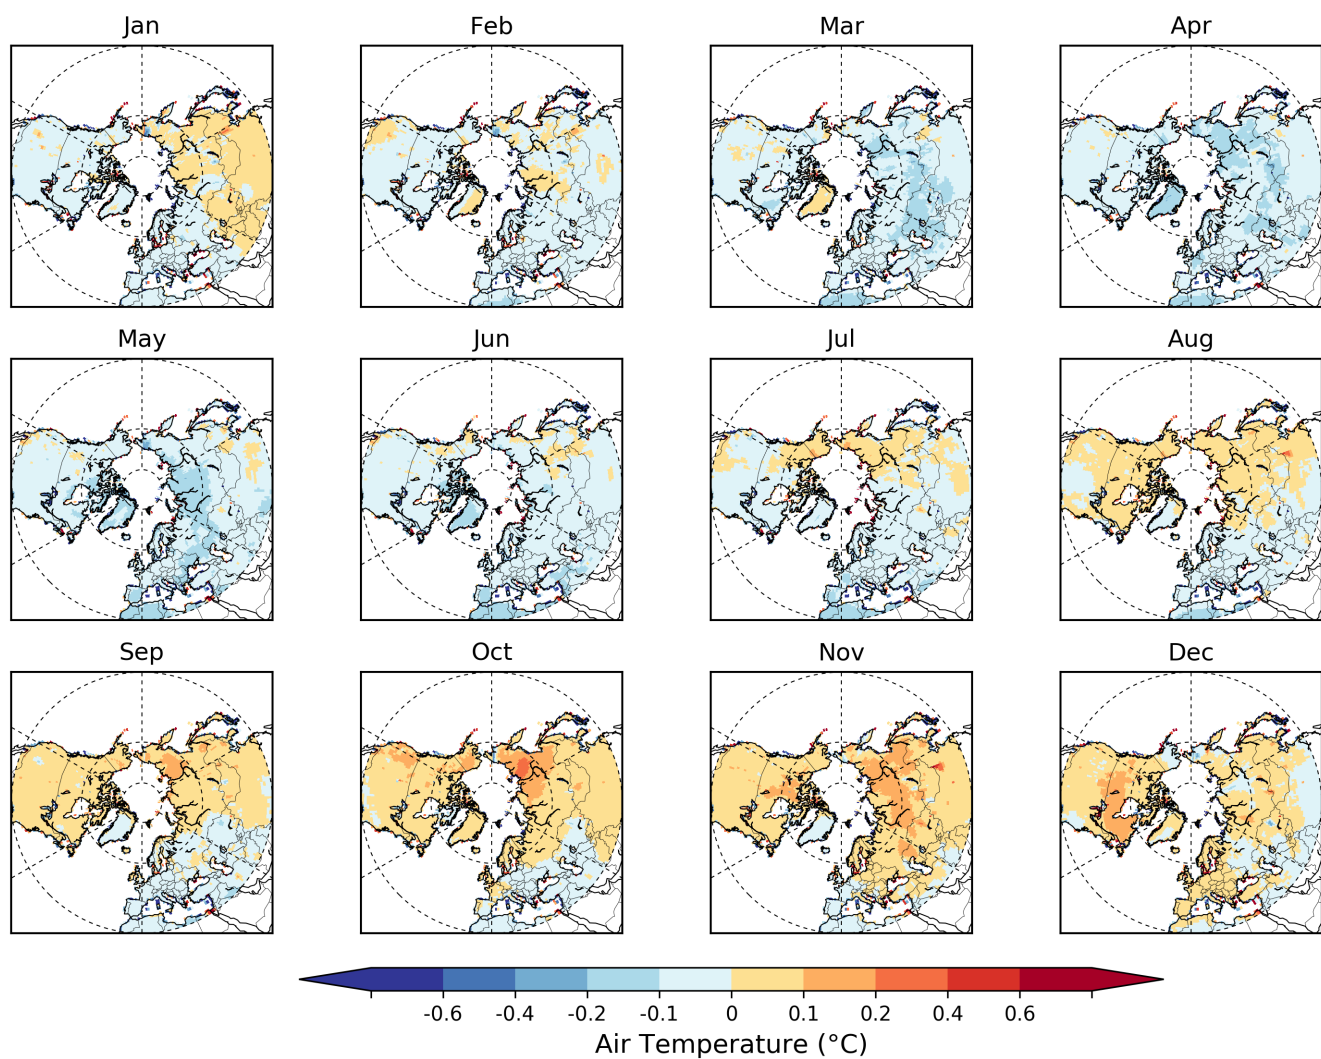 Jan Feb Mar Apr
May Jun Jul Aug
Sep Oct Nov Dec
-0.6 -0.4 -0.2 -0.1 0 0.1 0.2 0.4 0.6
Air Temperature (°C)